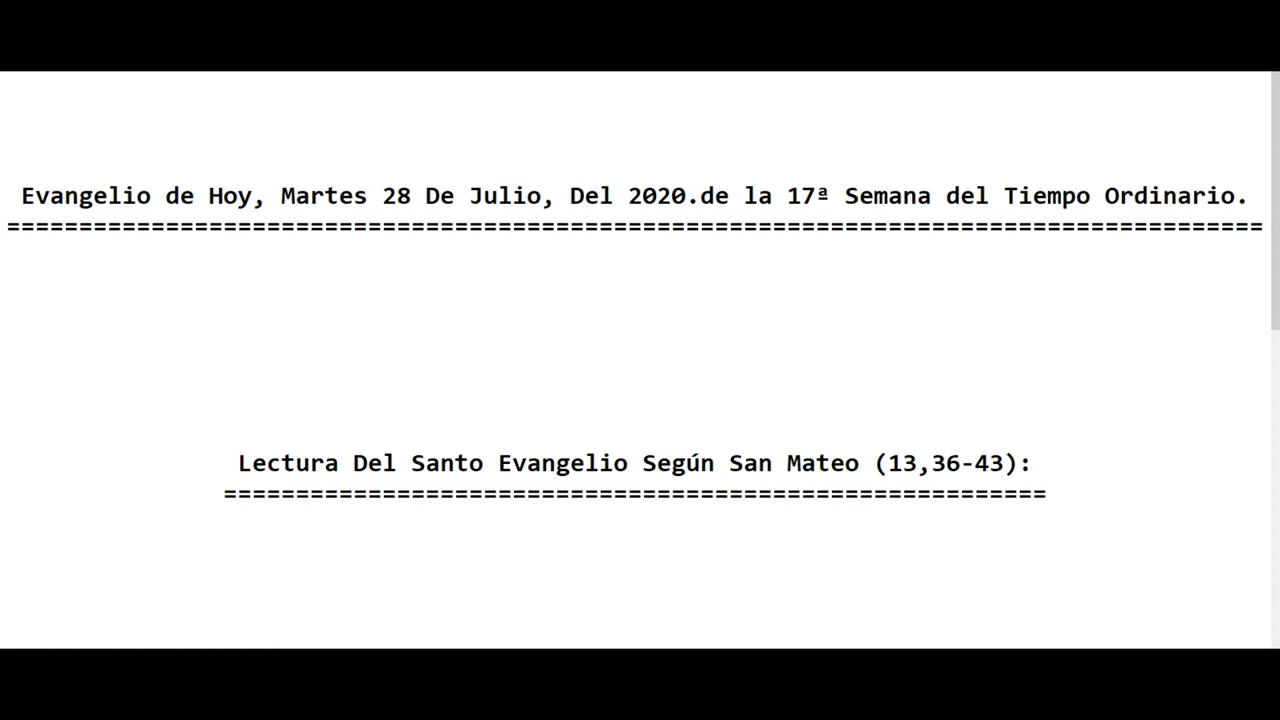 Evangelio de Hoy, Martes 28 De Julio, Del 2020.de la 17ª Semana del Tiempo Ordinario.
=======================================================================================
Lectura Del Santo Evangelio Según San Mateo (13,36-43):
=========================================================